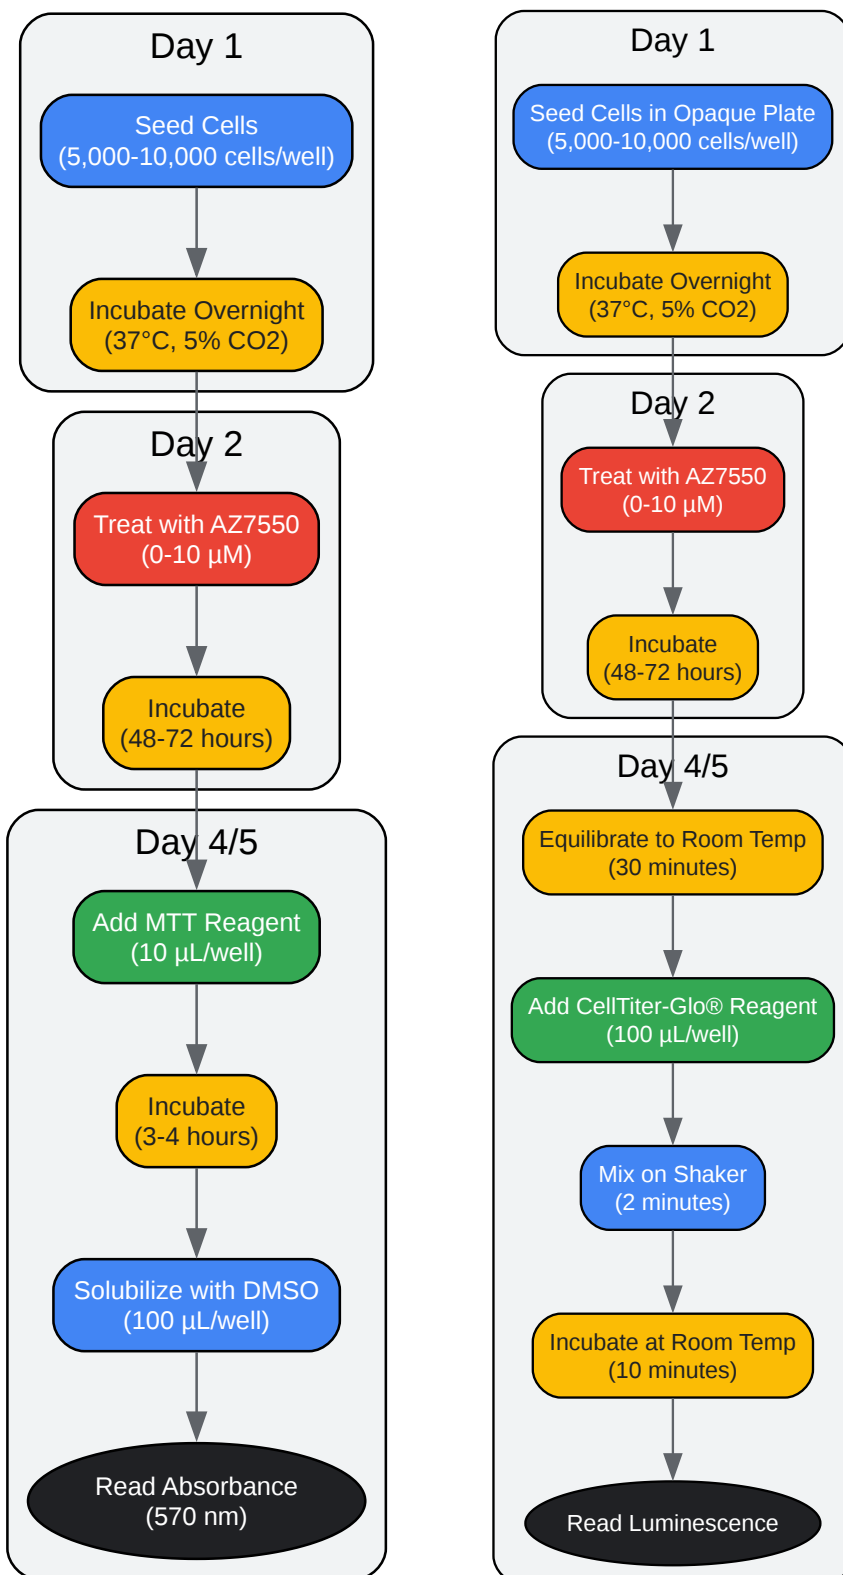 Day 1
Seed Cells
(5,000-10,000 cells/well)
Incubate Overnight
(37°C, 5% CO2)
Day 2
Treat with AZ7550
(0-10 µM)
Incubate
(48-72 hours)
Day 4/5
Add MTT Reagent
(10 µL/well)
Incubate
(3-4 hours)
Solubilize with DMSO
(100 µL/well)
Read Absorbance
(570 nm)
Day 1
Seed Cells in Opaque Plate
(5,000-10,000 cells/well)
Incubate Overnight
(37°C, 5% CO2)
Day 2
Treat with AZ7550
(0-10 µM)
Incubate
(48-72 hours)
Day 4/5
Equilibrate to Room Temp
(30 minutes)
Add CellTiter-Glo® Reagent
(100 µL/well)
Mix on Shaker
(2 minutes)
Incubate at Room Temp
(10 minutes)
Read Luminescence